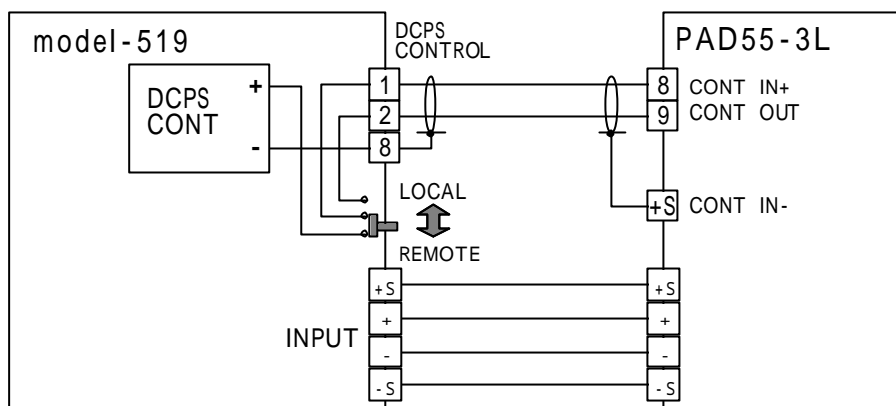 model-519
DCPS
CONTROL
PAD55-3L
DCPS
CONT
+
-
1
2
8
8
CONT IN+
9
CONT OUT
+S
CONT IN-
LOCAL
REMOTE
INPUT
+S
+
-
-S
+S
+
-
-S